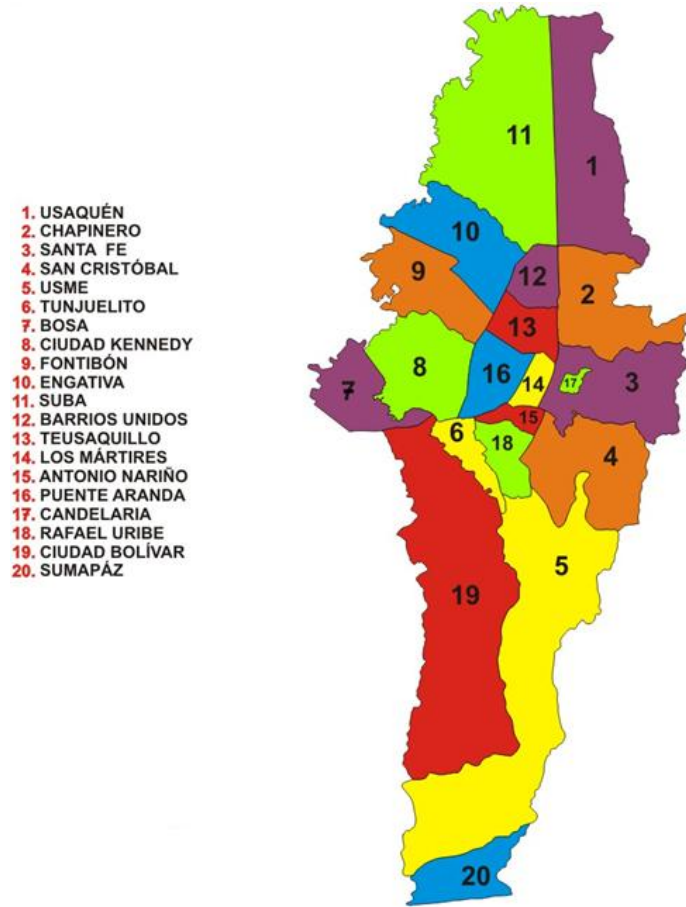 1. USAQUÉN
2. CHAPINERO
3. SANTA FE
4. SAN CRISTÓBAL
5. USME
6. TUNJUELITO
7. BOSA
8. CIUDAD KENNEDY
9. FONTIBÓN
10. ENGATIVA
11. SUBA
12. BARRIOS UNIDOS
13. TEUSAQUILLO
14. LOS MÁRTIRES
15. ANTONIO NARIÑO
16. PUENTE ARANDA
17. CANDELARIA
18. RAFAEL URIBE
19. CIUDAD BOLÍVAR
20. SUMAPÁZ
11
1
10
9
12
2
13
8
16
14
17
3
7
15
6
18
4
5
19
20